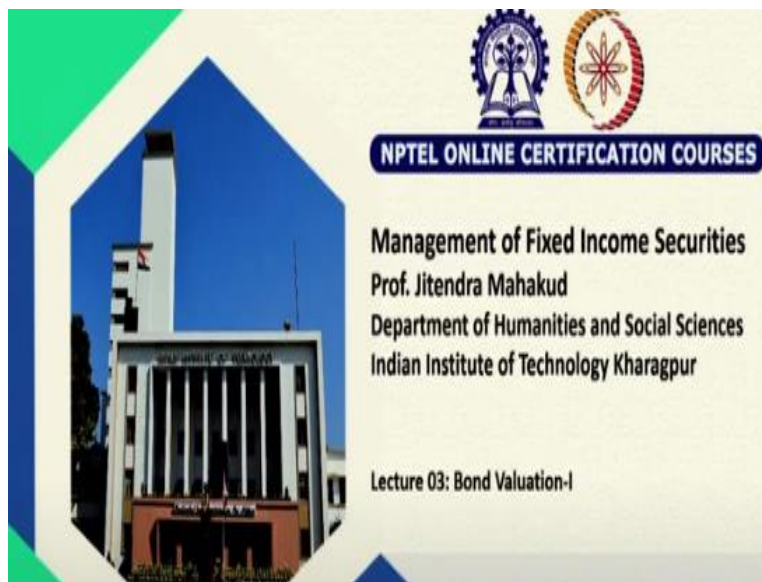 NPTEL ONLINE CERTIFICATION COURSES
Management of Fixed Income Securities
Prof. Jitendra Mahakud
Department of Humanities and Social Sciences
Indian Institute of Technology Kharagpur
Lecture 03: Bond Valuation-I